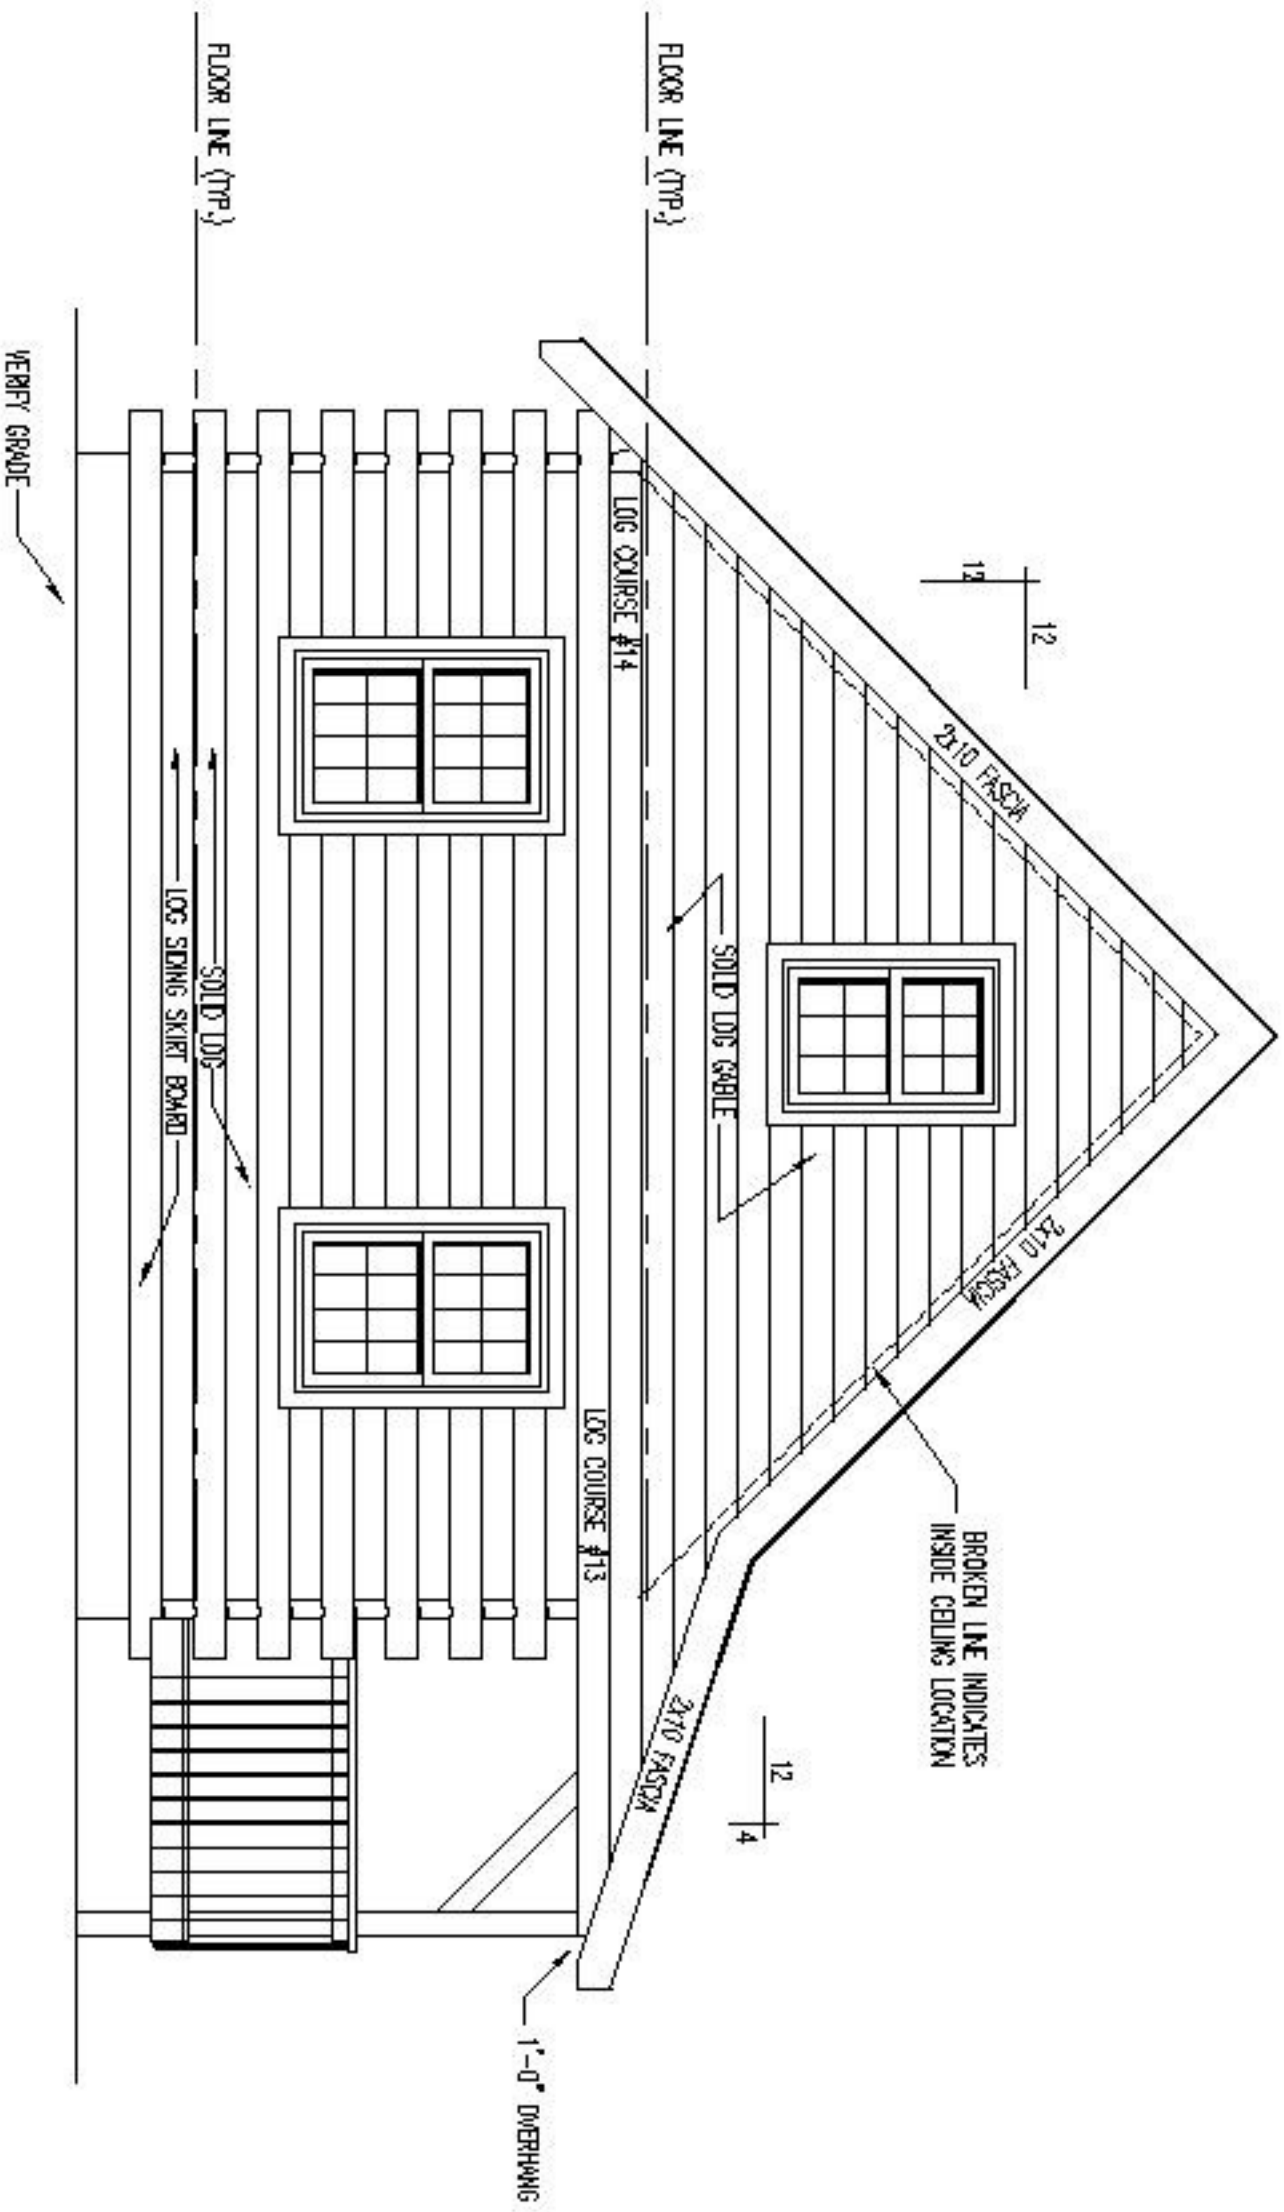 12
12
2x10 FASCIA
2x10 FASCIA
BROKEN LINE INDICATES
INSIDE CEILING LOCATION
12
4
SOLID LOG GABLE
FLOOR LINE (TYP.)
2x10 FASCIA
LOG COURSE #14
LOG COURSE #13
1'-0" OVERHANG
FLOOR LINE (TYP.)
SOLID LOG
LOG SIDING SKIRT BOARD
VERIFY GRADE